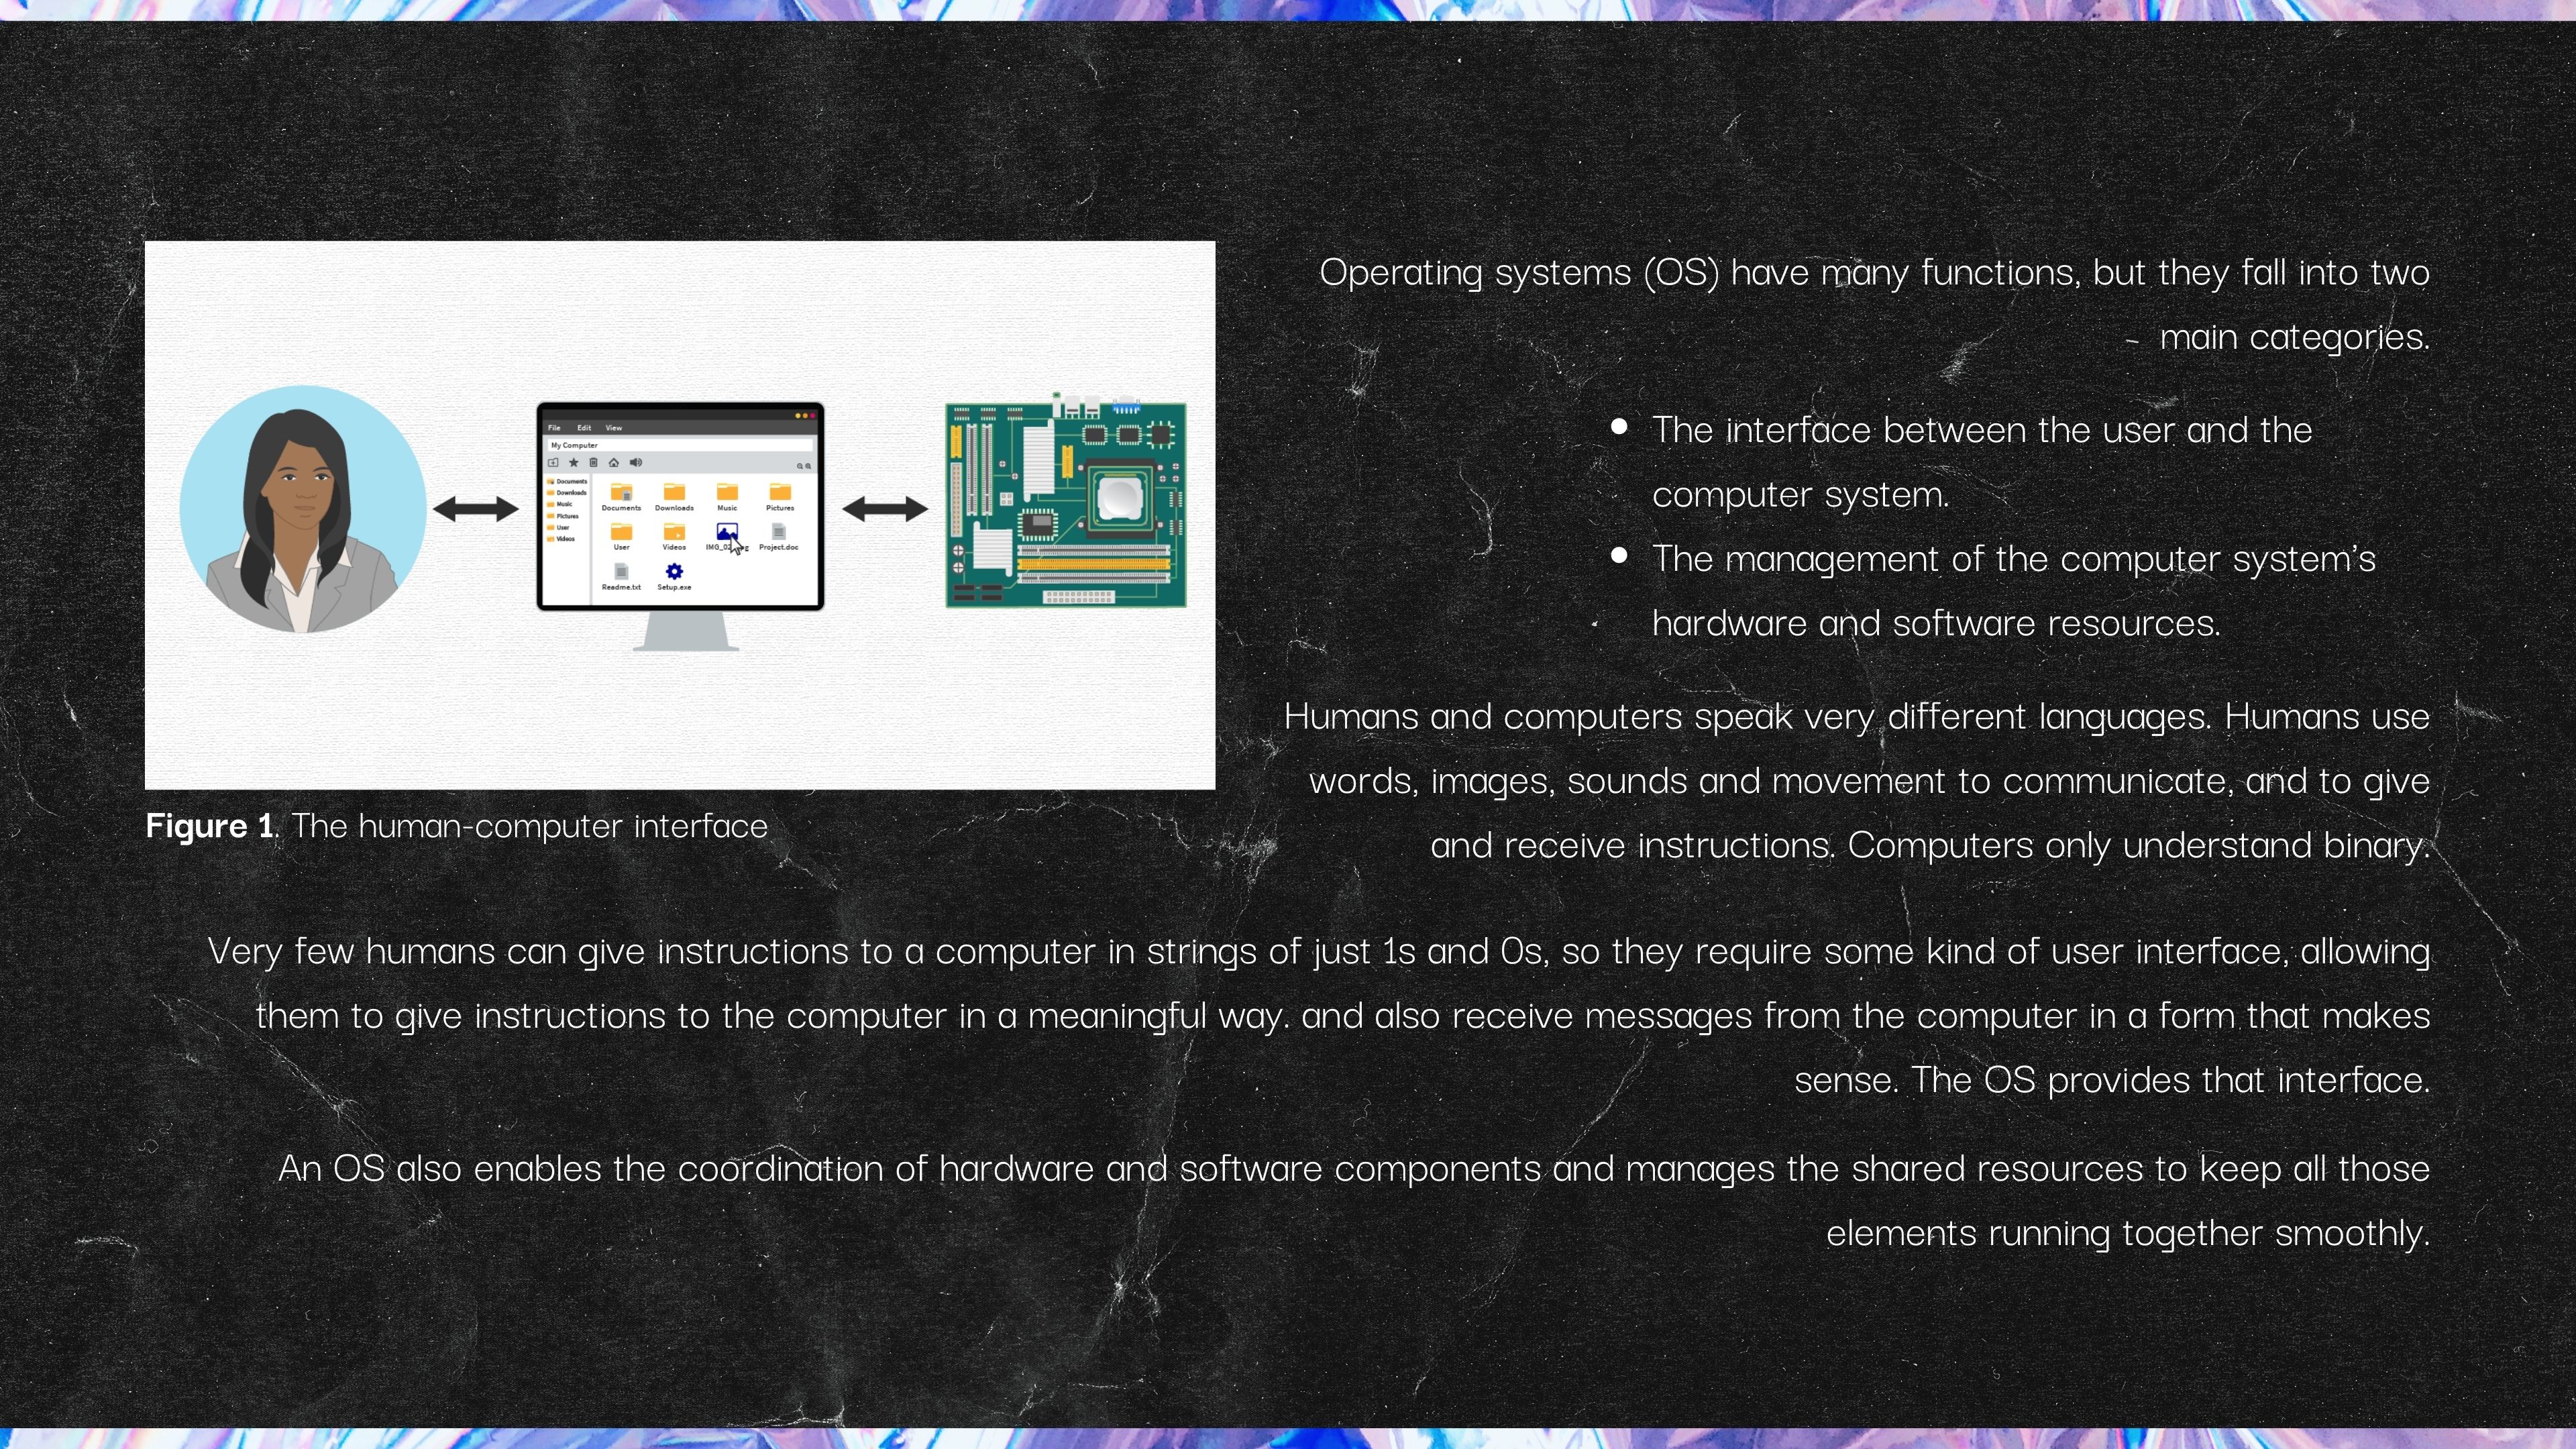 File Edit View
My Computer
Documents
Downloads
Music
Pictures
User
Videos
Documents Downloads Music Pictures
User Videos Project.doc
Readme.txt Setup.exe
Figure 1. The human-computer interface
Operating systems (OS) have many functions, but they fall into two
main categories.
• The interface between the user and the
computer system.
• The management of the computer system's
hardware and software resources.
Humans and computers speak very different languages. Humans use
words, images, sounds and movement to communicate, and to give
and receive instructions. Computers only understand binary.
Very few humans can give instructions to a computer in strings of just 1s and 0s, so they require some kind of user interface, allowing
them to give instructions to the computer in a meaningful way. and also receive messages from the computer in a form that makes
sense. The OS provides that interface.
An OS also enables the coordination of hardware and software components and manages the shared resources to keep all those
elements running together smoothly.